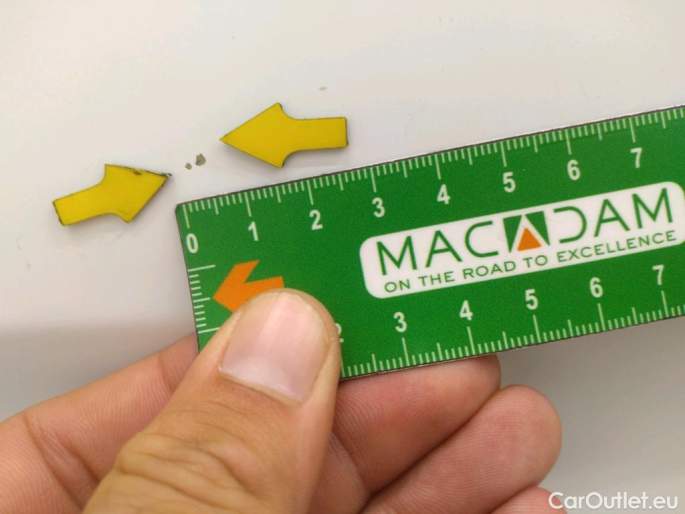 0 1 2 3 4 5 6 7
MACADAM
ON THE ROAD TO EXCELLENCE
2 3 4 5 6 7
CarOutlet.eu